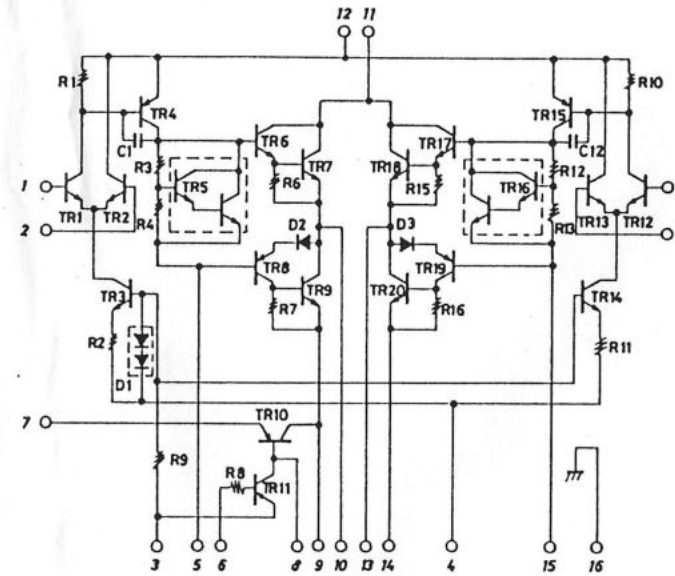 12 11
R1 R10
TR4 TR15
C1 TR6 TR17 C12
R3 TR5 TR7 TR18 TR16 R12
1 R6 R15
TR1 TR2 R4 R13 TR13 TR12
2 D2 D3
TR8 TR19
TR3 TR9 TR20 TR14
R7 R16
R2 R11
D1
7 TR10
R9 R8
TR11
3 5 6 8 9 10 13 14 4 15 16